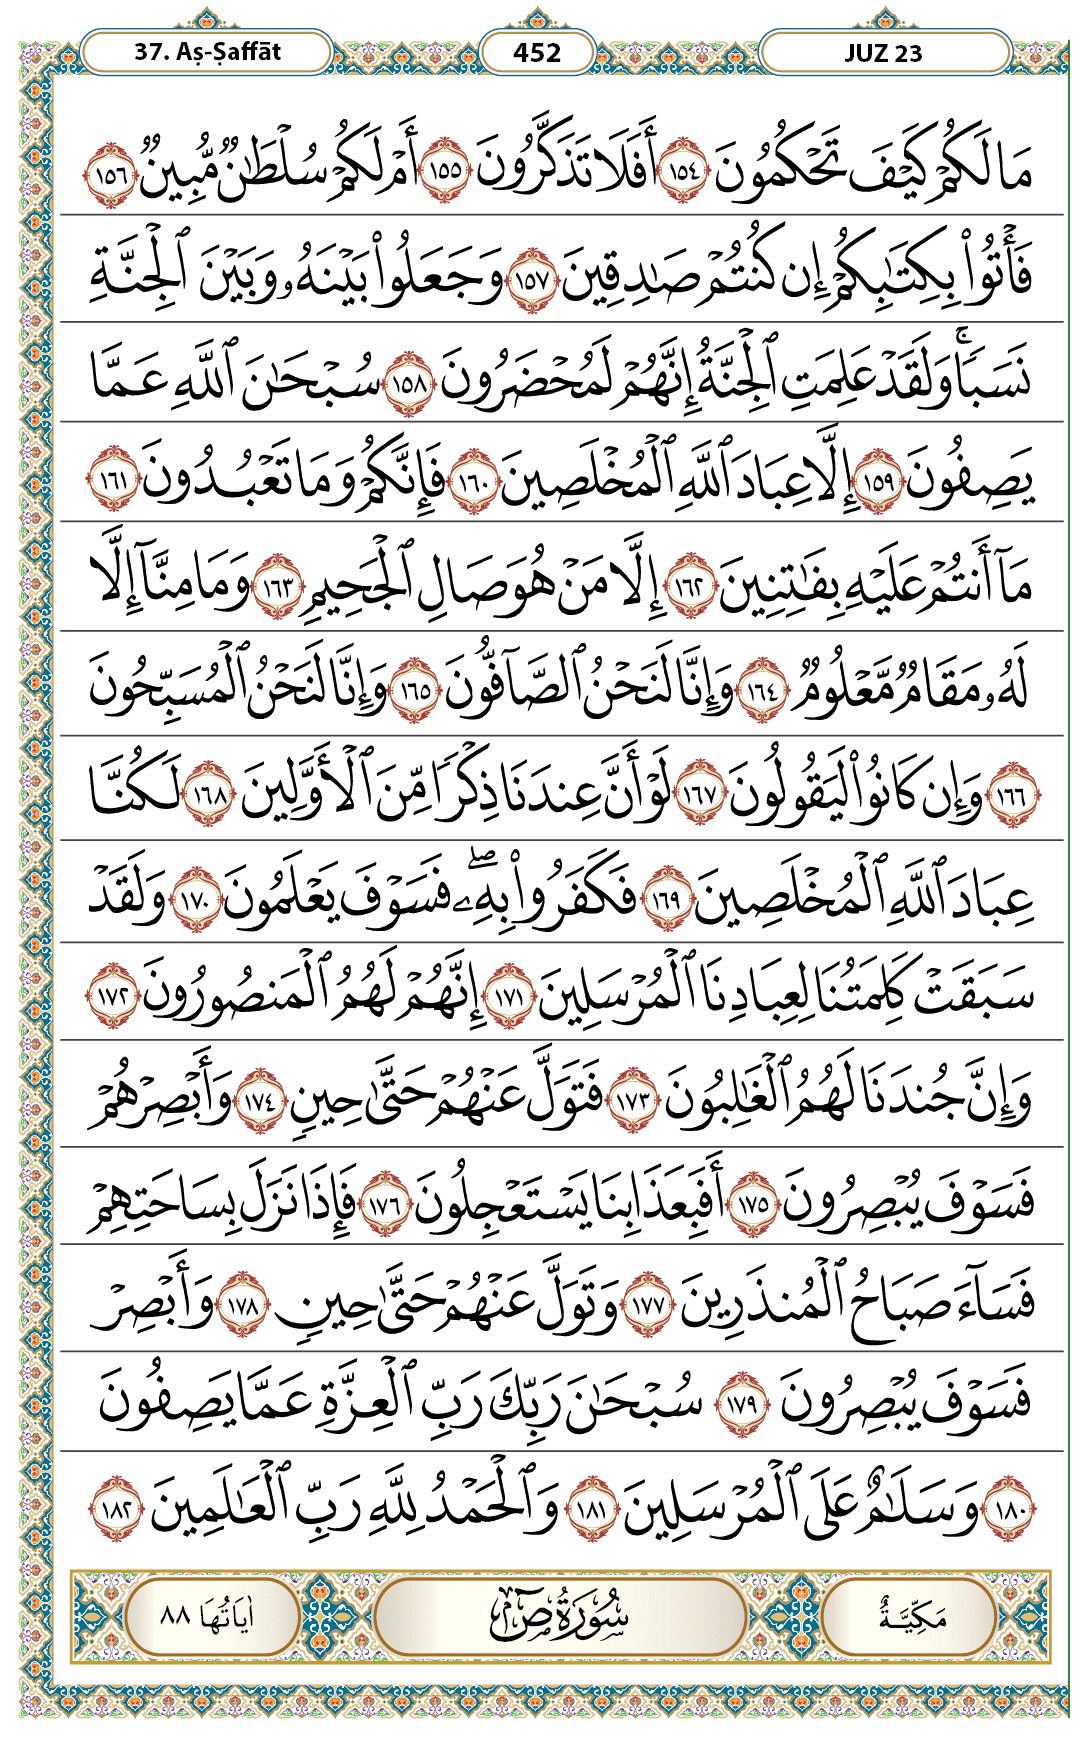 37. Aṣ-Ṣaffāt 452 JUZ 23
مَا لَكُمْ كَيْفَ تَحْكُمُونَ ١٥٤ أَفَلَا تَذَكَّرُونَ ١٥٥ أَمْ لَكُمْ سُلْطَٰنٌ مُّبِينٌ ١٥٦
فَأْتُوا۟ بِكِتَٰبِكُمْ إِن كُنتُمْ صَٰدِقِينَ ١٥٧ وَجَعَلُوا۟ بَيْنَهُۥ وَبَيْنَ ٱلْجِنَّةِ
نَسَبًا ۚ وَلَقَدْ عَلِمَتِ ٱلْجِنَّةُ إِنَّهُمْ لَمُحْضَرُونَ ١٥٨ سُبْحَٰنَ ٱللَّهِ عَمَّا
يَصِفُونَ ١٥٩ إِلَّا عِبَادَ ٱللَّهِ ٱلْمُخْلَصِينَ ١٦٠ فَإِنَّكُمْ وَمَا تَعْبُدُونَ ١٦١
مَآ أَنتُمْ عَلَيْهِ بِفَٰتِنِينَ ١٦٢ إِلَّا مَنْ هُوَ صَالِ ٱلْجَحِيمِ ١٦٣ وَمَا مِنَّآ إِلَّا
لَهُۥ مَقَامٌ مَّعْلُومٌ ١٦٤ وَإِنَّا لَنَحْنُ ٱلصَّآفُّونَ ١٦٥ وَإِنَّا لَنَحْنُ ٱلْمُسَبِّحُونَ
١٦٦ وَإِن كَانُوا۟ لَيَقُولُونَ ١٦٧ لَوْ أَنَّ عِندَنَا ذِكْرًا مِّنَ ٱلْأَوَّلِينَ ١٦٨ لَكُنَّا
عِبَادَ ٱللَّهِ ٱلْمُخْلَصِينَ ١٦٩ فَكَفَرُوا۟ بِهِۦ ۖ فَسَوْفَ يَعْلَمُونَ ١٧٠ وَلَقَدْ
سَبَقَتْ كَلِمَتُنَا لِعِبَادِنَا ٱلْمُرْسَلِينَ ١٧١ إِنَّهُمْ لَهُمُ ٱلْمَنصُورُونَ ١٧٢
وَإِنَّ جُندَنَا لَهُمُ ٱلْغَٰلِبُونَ ١٧٣ فَتَوَلَّ عَنْهُمْ حَتَّىٰ حِينٍ ١٧٤ وَأَبْصِرْهُمْ
فَسَوْفَ يُبْصِرُونَ ١٧٥ أَفَبِعَذَابِنَا يَسْتَعْجِلُونَ ١٧٦ فَإِذَا نَزَلَ بِسَاحَتِهِمْ
فَسَآءَ صَبَاحُ ٱلْمُنذَرِينَ ١٧٧ وَتَوَلَّ عَنْهُمْ حَتَّىٰ حِينٍ ١٧٨ وَأَبْصِرْ
فَسَوْفَ يُبْصِرُونَ ١٧٩ سُبْحَٰنَ رَبِّكَ رَبِّ ٱلْعِزَّةِ عَمَّا يَصِفُونَ
١٨٠ وَسَلَٰمٌ عَلَى ٱلْمُرْسَلِينَ ١٨١ وَٱلْحَمْدُ لِلَّهِ رَبِّ ٱلْعَٰلَمِينَ ١٨٢
مَكِّيَّةٌ سُورَةُ صٓ اٰيَاتُهَا ٨٨